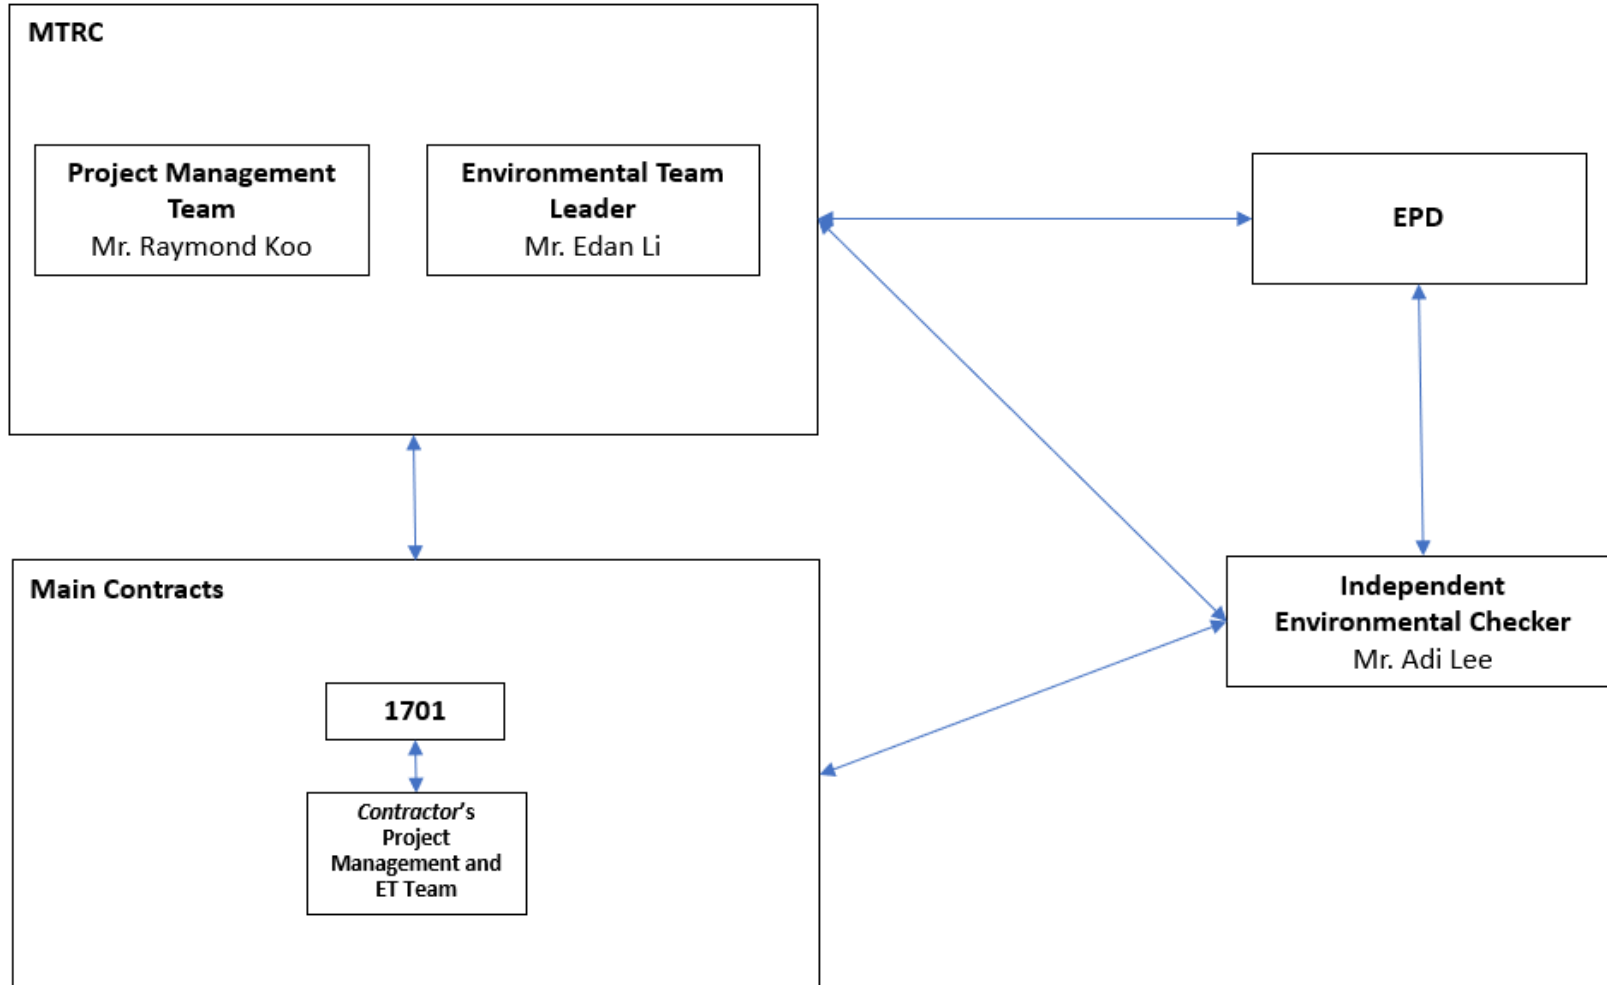 MTRC
Project Management
Team
Mr. Raymond Koo
Environmental Team
Leader
Mr. Edan Li
EPD
Main Contracts
Independent
Environmental Checker
Mr. Adi Lee
1701
Contractor's
Project
Management and
ET Team